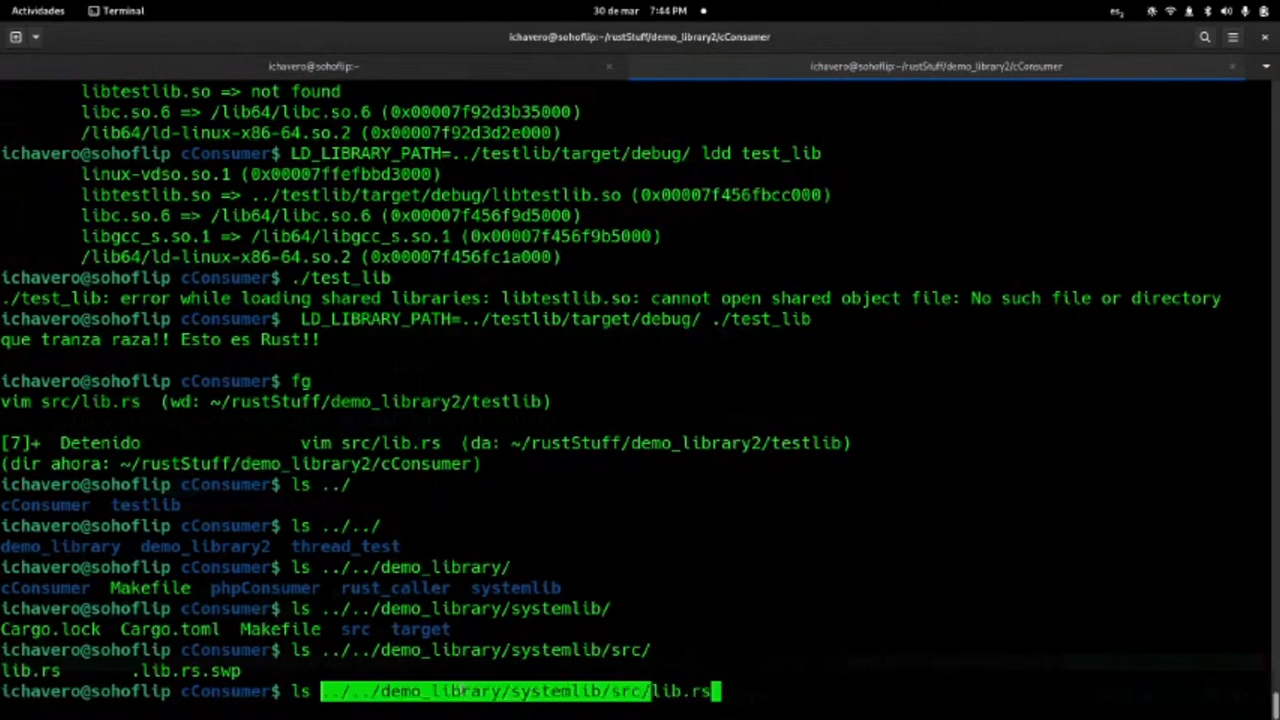 Actividades Terminal 30 de mar 7:44 PM es₂
ichavero@sohoflip:~/rustStuff/demo_library2/cConsumer
ichavero@sohoflip:~ ichavero@sohoflip:~/rustStuff/demo_library2/cConsumer
libtestlib.so => not found
libc.so.6 => /lib64/libc.so.6 (0x00007f92d3b35000)
/lib64/ld-linux-x86-64.so.2 (0x00007f92d3d2e000)
ichavero@sohoflip cConsumer$ LD_LIBRARY_PATH=../testlib/target/debug/ ldd test_lib
linux-vdso.so.1 (0x00007ffefbbd3000)
libtestlib.so => ../testlib/target/debug/libtestlib.so (0x00007f456fbcc000)
libc.so.6 => /lib64/libc.so.6 (0x00007f456f9d5000)
libgcc_s.so.1 => /lib64/libgcc_s.so.1 (0x00007f456f9b5000)
/lib64/ld-linux-x86-64.so.2 (0x00007f456fc1a000)
ichavero@sohoflip cConsumer$ ./test_lib
./test_lib: error while loading shared libraries: libtestlib.so: cannot open shared object file: No such file or directory
ichavero@sohoflip cConsumer$  LD_LIBRARY_PATH=../testlib/target/debug/ ./test_lib
que tranza raza!! Esto es Rust!!
ichavero@sohoflip cConsumer$ fg
vim src/lib.rs  (wd: ~/rustStuff/demo_library2/testlib)
[7]+  Detenido                vim src/lib.rs  (da: ~/rustStuff/demo_library2/testlib)
(dir ahora: ~/rustStuff/demo_library2/cConsumer)
ichavero@sohoflip cConsumer$ ls ../
cConsumer  testlib
ichavero@sohoflip cConsumer$ ls ../../
demo_library  demo_library2  thread_test
ichavero@sohoflip cConsumer$ ls ../../demo_library/
cConsumer  Makefile  phpConsumer  rust_caller  systemlib
ichavero@sohoflip cConsumer$ ls ../../demo_library/systemlib/
Cargo.lock  Cargo.toml  Makefile  src  target
ichavero@sohoflip cConsumer$ ls ../../demo_library/systemlib/src/
lib.rs       .lib.rs.swp
ichavero@sohoflip cConsumer$ ls ../../demo_library/systemlib/src/lib.rs